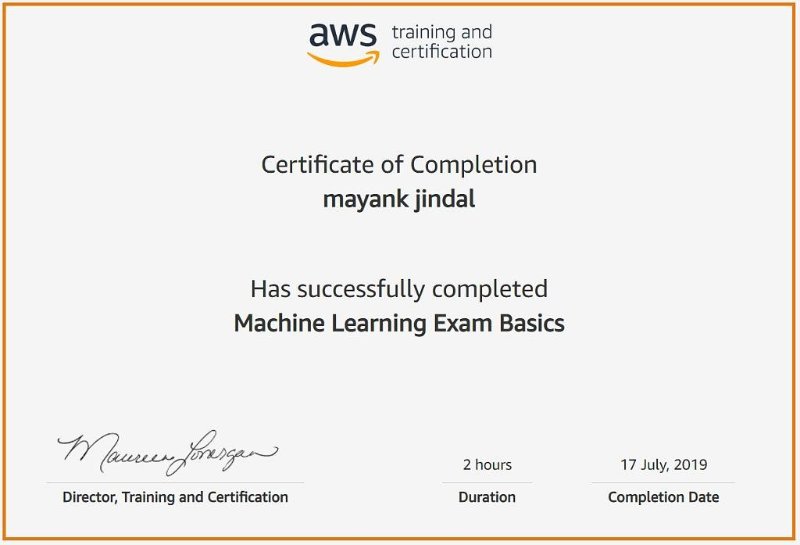 aws training and
certification
Certificate of Completion
mayank jindal
Has successfully completed
Machine Learning Exam Basics
Maureen Lonergan
2 hours
17 July, 2019
Director, Training and Certification
Duration
Completion Date